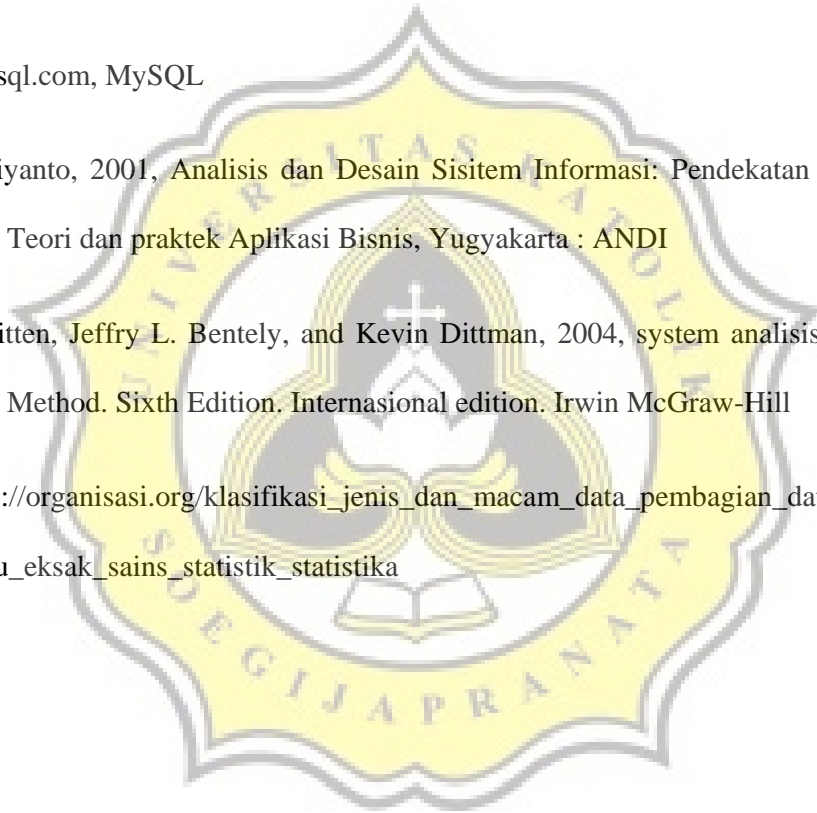 sql.com, MySQL
iyanto, 2001, Analisis dan Desain Sisitem Informasi: Pendekatan
Teori dan praktek Aplikasi Bisnis, Yugyakarta : ANDI
itten, Jeffry L. Bentely, and Kevin Dittman, 2004, system analisis
Method. Sixth Edition. Internasional edition. Irwin McGraw-Hill
://organisasi.org/klasifikasi_jenis_dan_macam_data_pembagian_da
u_eksak_sains_statistik_statistika
UNIVERSITAS KATOLIK
SOEGIJAPRANATA